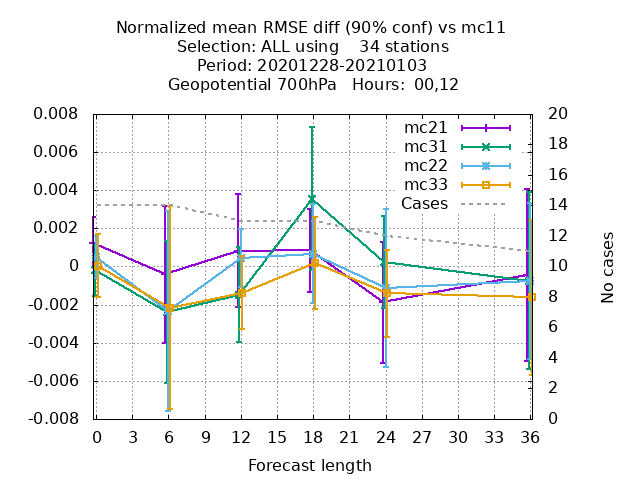 Normalized mean RMSE diff (90% conf) vs mc11
Selection: ALL using    34 stations
Period: 20201228-20210103
Geopotential 700hPa   Hours:  00,12
0.008
0.006
0.004
0.002
0
-0.002
-0.004
-0.006
-0.008
mc21
mc31
mc22
mc33
Cases
20
18
16
14
12
10
8
6
4
2
0
No cases
0 3 6 9 12 15 18 21 24 27 30 33 36
Forecast length